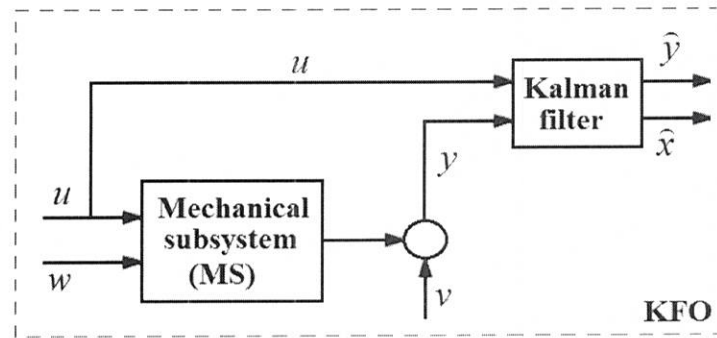 u
ŷ
Kalman
filter
x̂
y
u
Mechanical
subsystem
(MS)
w
v
KFO